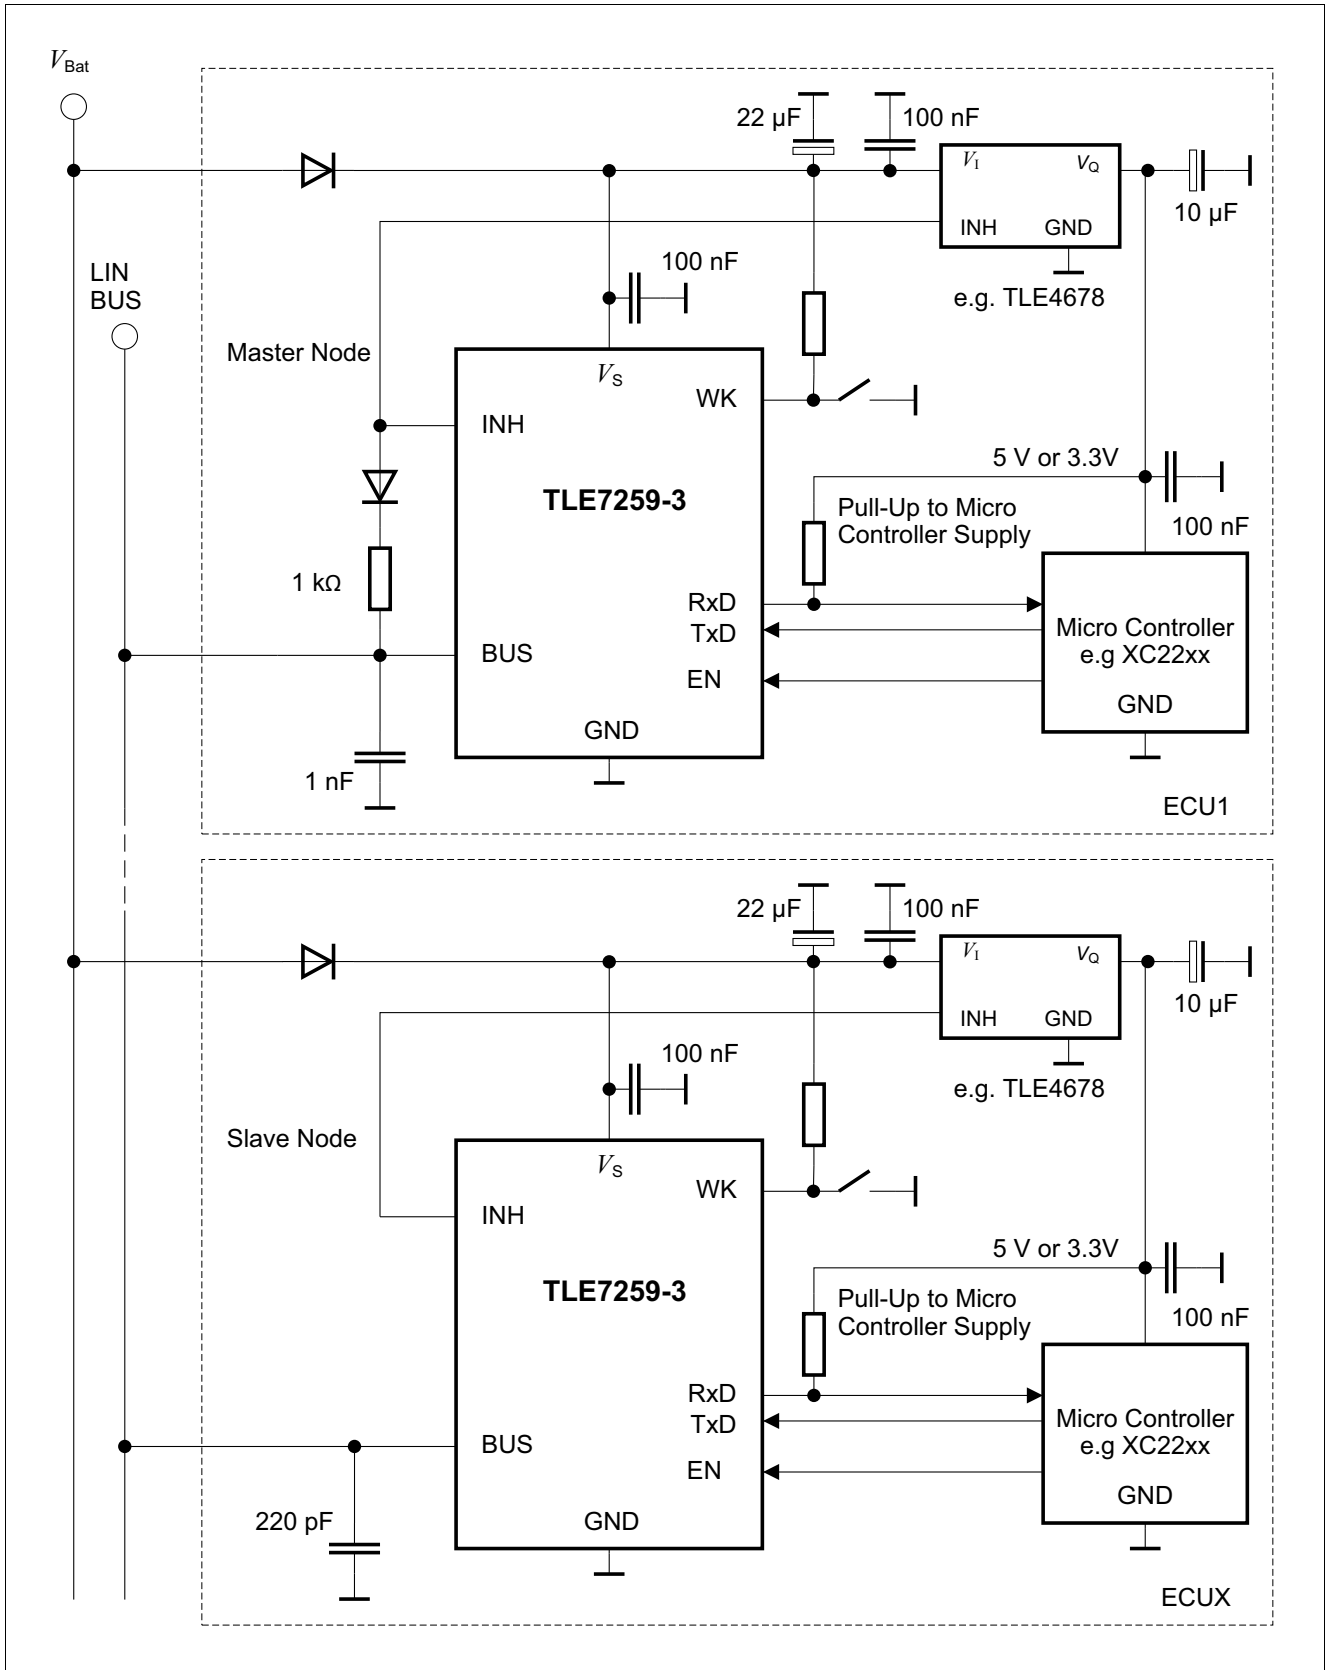 VBat
22 µF
100 nF
VI
VQ
10 µF
INH
GND
LIN
BUS
100 nF
e.g. TLE4678
Master Node
VS
WK
INH
5 V or 3.3V
TLE7259-3
Pull-Up to Micro
Controller Supply
100 nF
1 kΩ
RxD
TxD
Micro Controller
e.g XC22xx
BUS
EN
GND
GND
1 nF
ECU1
22 µF
100 nF
VI
VQ
10 µF
INH
GND
100 nF
e.g. TLE4678
Slave Node
VS
WK
INH
5 V or 3.3V
TLE7259-3
Pull-Up to Micro
Controller Supply
100 nF
RxD
TxD
Micro Controller
e.g XC22xx
BUS
EN
GND
220 pF
GND
ECUX